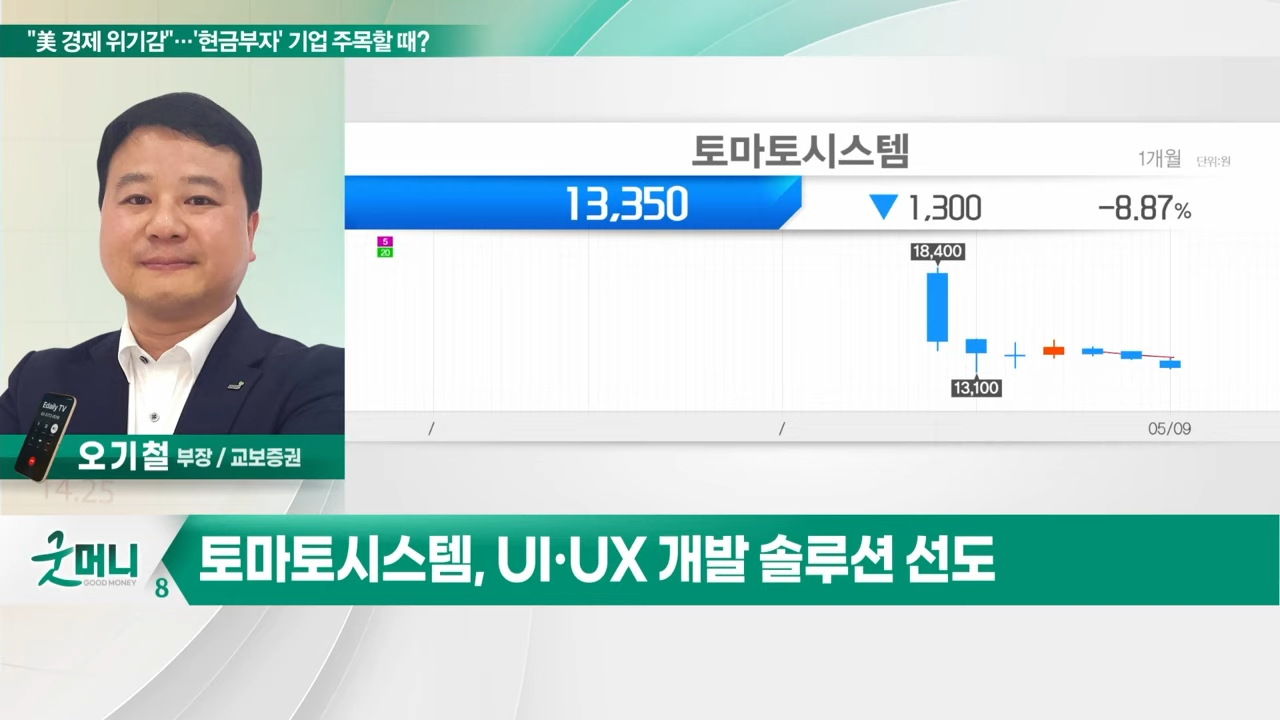 "美 경제 위기감"…'현금부자' 기업 주목할 때?
토마토시스템
1개월 단위:원
13,350 ▼ 1,300 -8.87%
5
20
18,400
13,100
/ / 05/09
Edaily TV
오기철 부장 / 교보증권
14.25
굿머니
GOOD MONEY
8
토마토시스템, UI·UX 개발 솔루션 선도